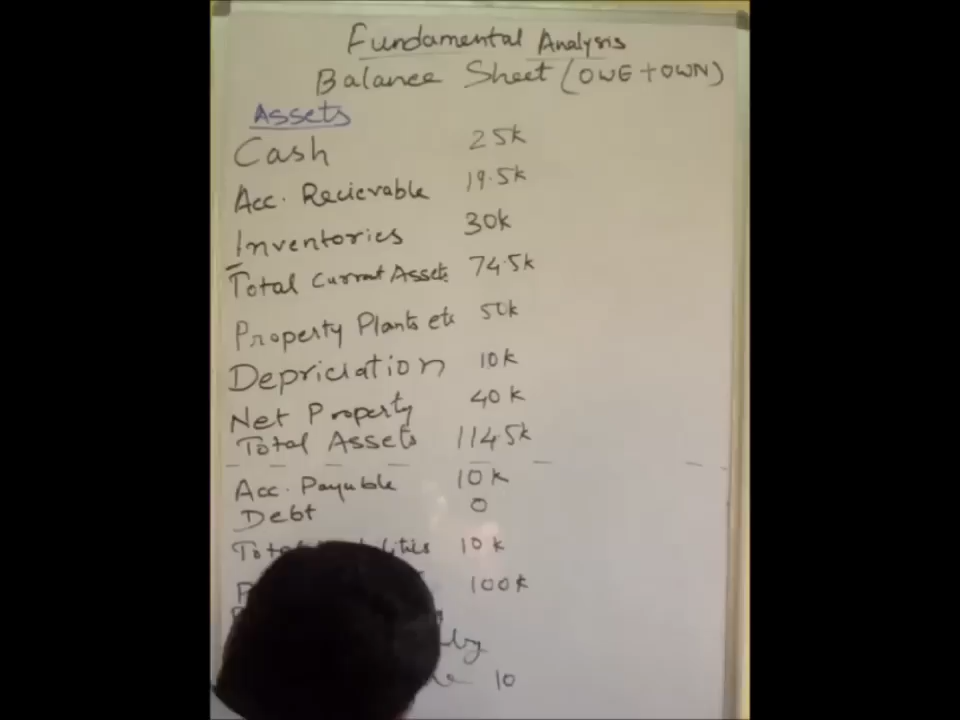 Fundamental Analysis
Balance Sheet (OWE + OWN)
Assets
Cash 25k
Acc. Recievable 19.5k
Inventories 30k
Total Current Assets 74.5k
Property Plants etc 50k
Depriciation 10k
Net Property 40k
Total Assets 114.5k
Acc. Payable 10k
Debt 0
10k
100k
10